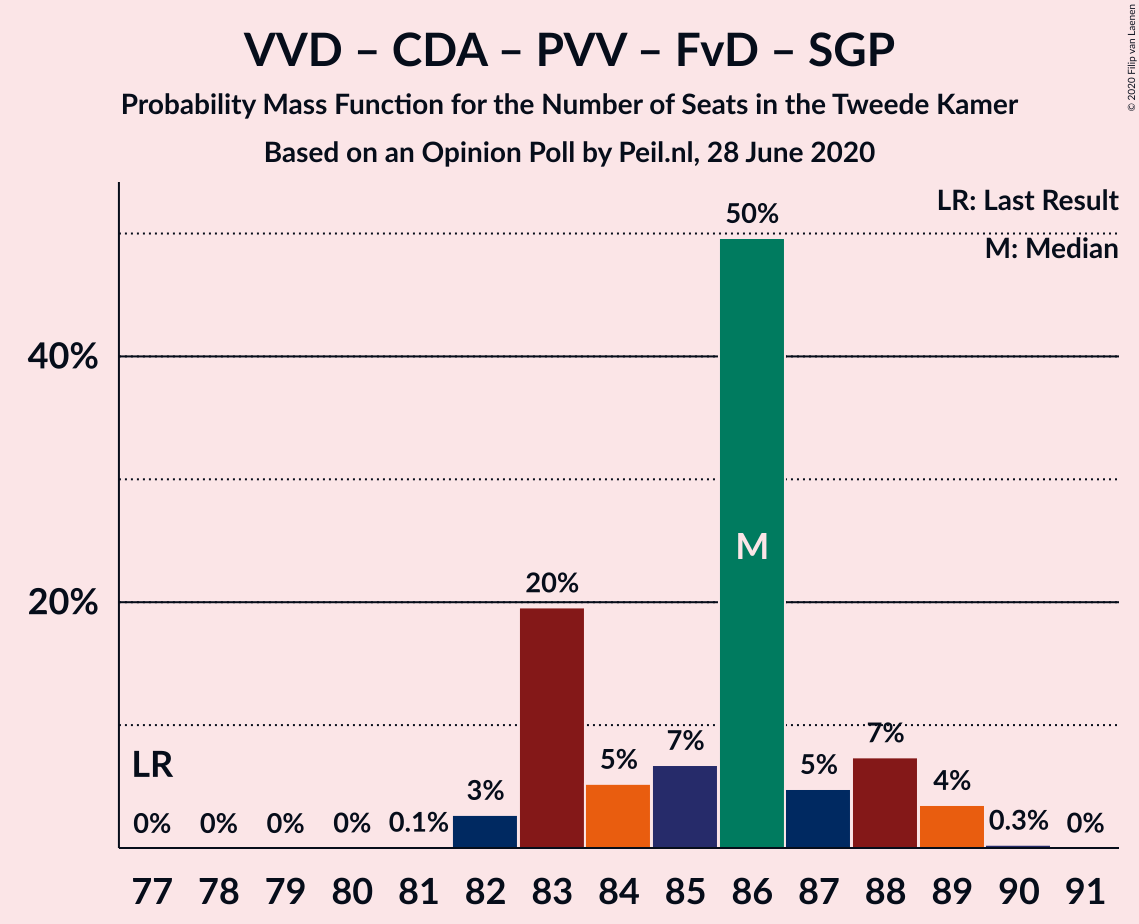 VVD – CDA – PVV – FvD – SGP
Probability Mass Function for the Number of Seats in the Tweede Kamer
Based on an Opinion Poll by Peil.nl, 28 June 2020
© 2020 Filip van Laenen
LR: Last Result
M: Median
40%
20%
LR
M
0%
0%
0%
0%
0.1%
3%
20%
5%
7%
50%
5%
7%
4%
0.3%
0%
77 78 79 80 81 82 83 84 85 86 87 88 89 90 91